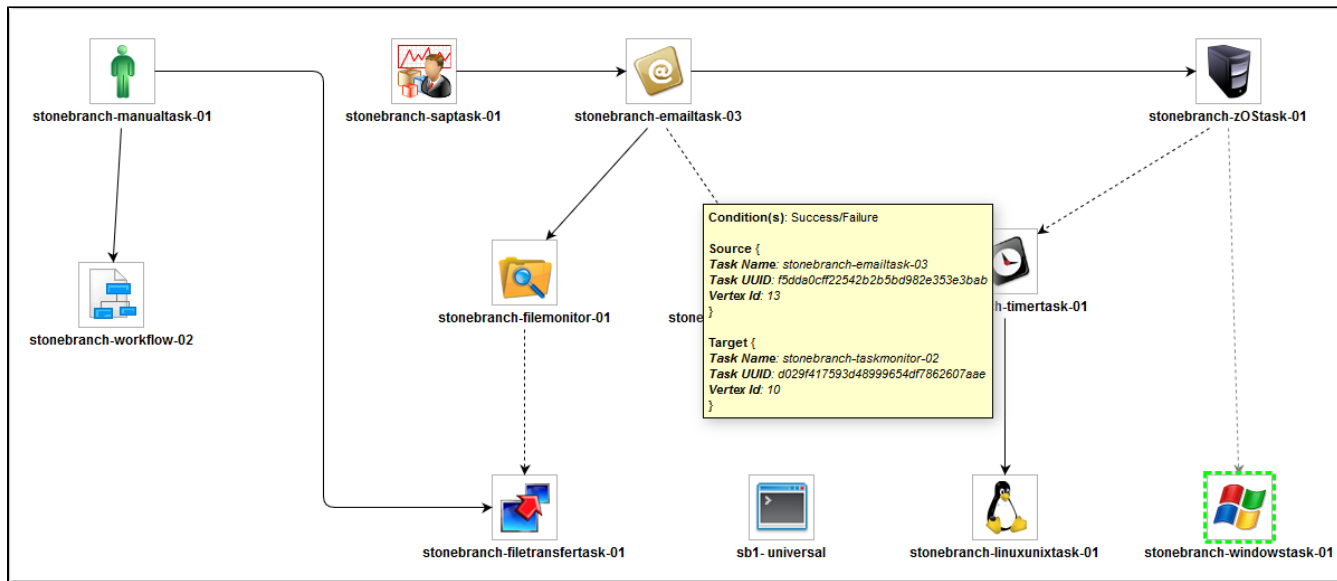 stonebranch-manualtask-01
stonebranch-saptask-01
stonebranch-emailtask-03
stonebranch-zOStask-01
Condition(s): Success/Failure
Source {
Task Name: stonebranch-emailtask-03
Task UUID: f5dda0cff22542b2b5bd982e353e3bab
Vertex Id: 13
}
Target {
Task Name: stonebranch-taskmonitor-02
Task UUID: d029f417593d48999654df7862607aae
Vertex Id: 10
}
stonebranch-workflow-02
stonebranch-filemonitor-01
stone
h-timertask-01
stonebranch-filetransfertask-01
sb1- universal
stonebranch-linuxunixtask-01
stonebranch-windowstask-01